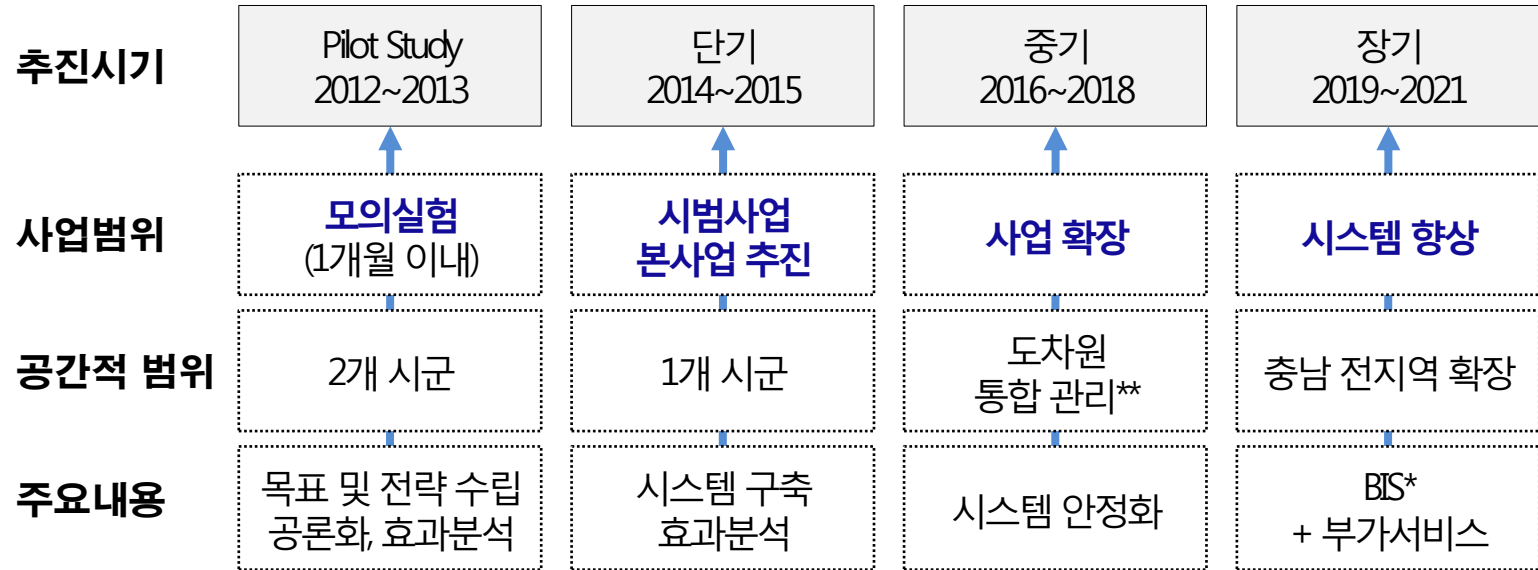 추진시기
Pilot Study
2012~2013
단기
2014~2015
중기
2016~2018
장기
2019~2021
사업범위
모의실험
(1개월 이내)
시범사업
본사업 추진
사업 확장
시스템 향상
공간적 범위
2개 시군
1개 시군
도차원
통합 관리**
충남 전지역 확장
주요내용
목표 및 전략 수립
공론화, 효과분석
시스템 구축
효과분석
시스템 안정화
BIS*
+ 부가서비스